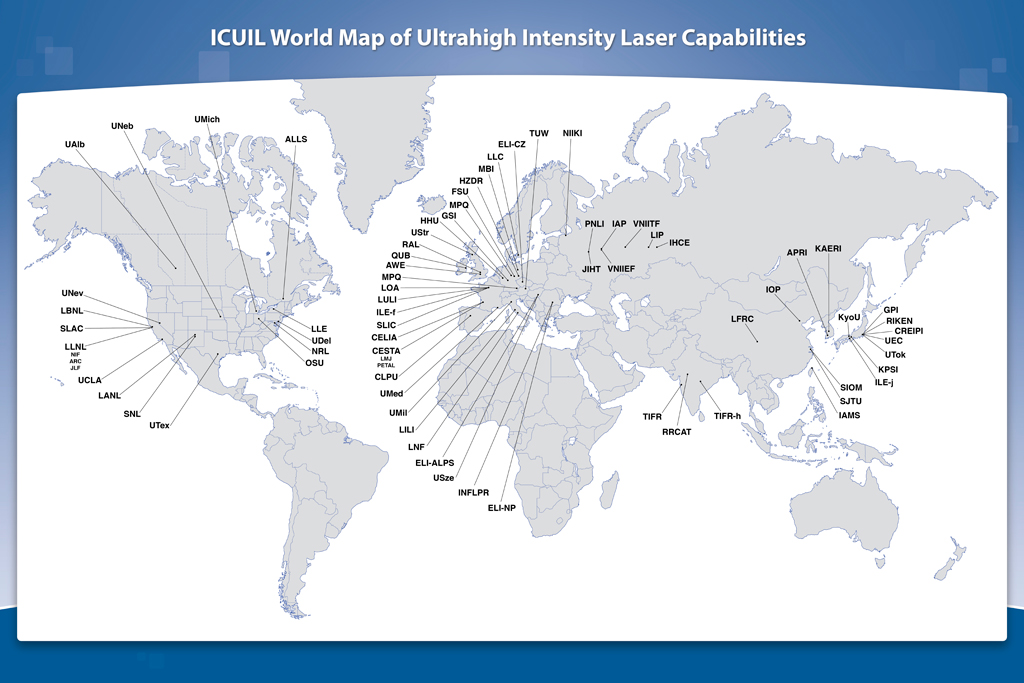 ICUIL World Map of Ultrahigh Intensity Laser Capabilities
UAlb
UNeb
UMich
ALLS
UNev
LBNL
SLAC
LLNL
NIF
ARC
JLF
UCLA
LANL
SNL
UTex
LLE
UDel
NRL
OSU
TUW
NIIKI
ELI-CZ
LLC
MBI
HZDR
FSU
MPQ
GSI
HHU
UStr
RAL
QUB
AWE
MPQ
LOA
LULI
ILE-f
SLIC
CELIA
CESTA
LMJ
PETAL
CLPU
UMed
UMil
LILI
LNF
ELI-ALPS
USze
INFLPR
ELI-NP
PNLI
IAP
VNIITF
LIP
IHCE
JIHT
VNIIEF
APRI
KAERI
IOP
LFRC
KyoU
GPI
RIKEN
CREIPI
UEC
UTok
KPSI
ILE-j
SIOM
SJTU
IAMS
TIFR
RRCAT
TIFR-h